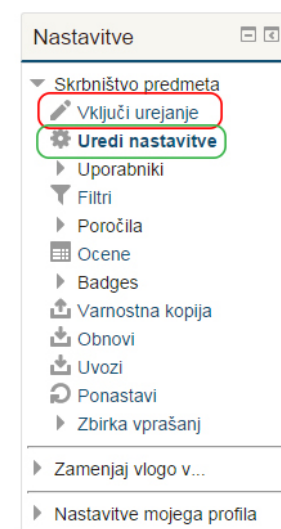 Nastavitve
Skrbništvo predmeta
Vključi urejanje
Uredi nastavitve
Uporabniki
Filtri
Poročila
Ocene
Badges
Varnostna kopija
Obnovi
Uvozi
Ponastavi
Zbirka vprašanj
Zamenjaj vlogo v...
Nastavitve mojega profila